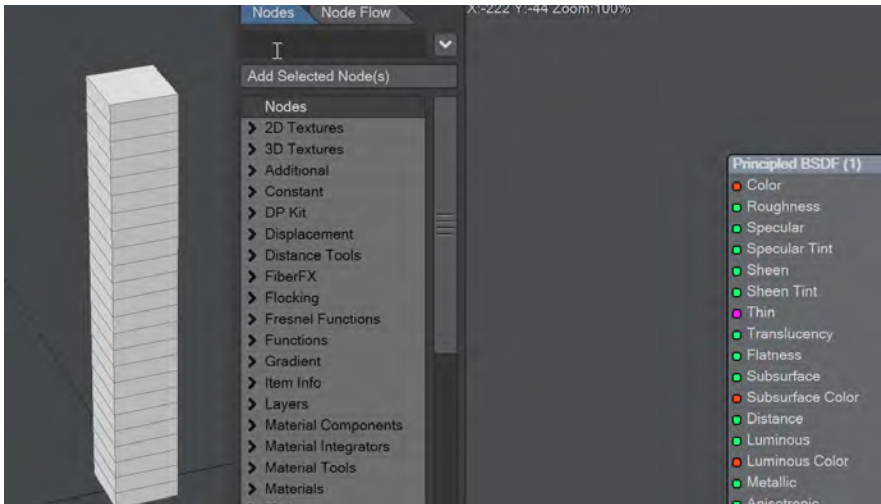 Nodes Node Flow
X:-222 Y:-44 Zoom:100%
Add Selected Node(s)
Nodes
2D Textures
3D Textures
Additional
Constant
DP Kit
Displacement
Distance Tools
FiberFX
Flocking
Fresnel Functions
Functions
Gradient
Item Info
Layers
Material Components
Material Integrators
Material Tools
Materials
Principled BSDF (1)
Color
Roughness
Specular
Specular Tint
Sheen
Sheen Tint
Thin
Translucency
Flatness
Subsurface
Subsurface Color
Distance
Luminous
Luminous Color
Metallic
Anisotropic